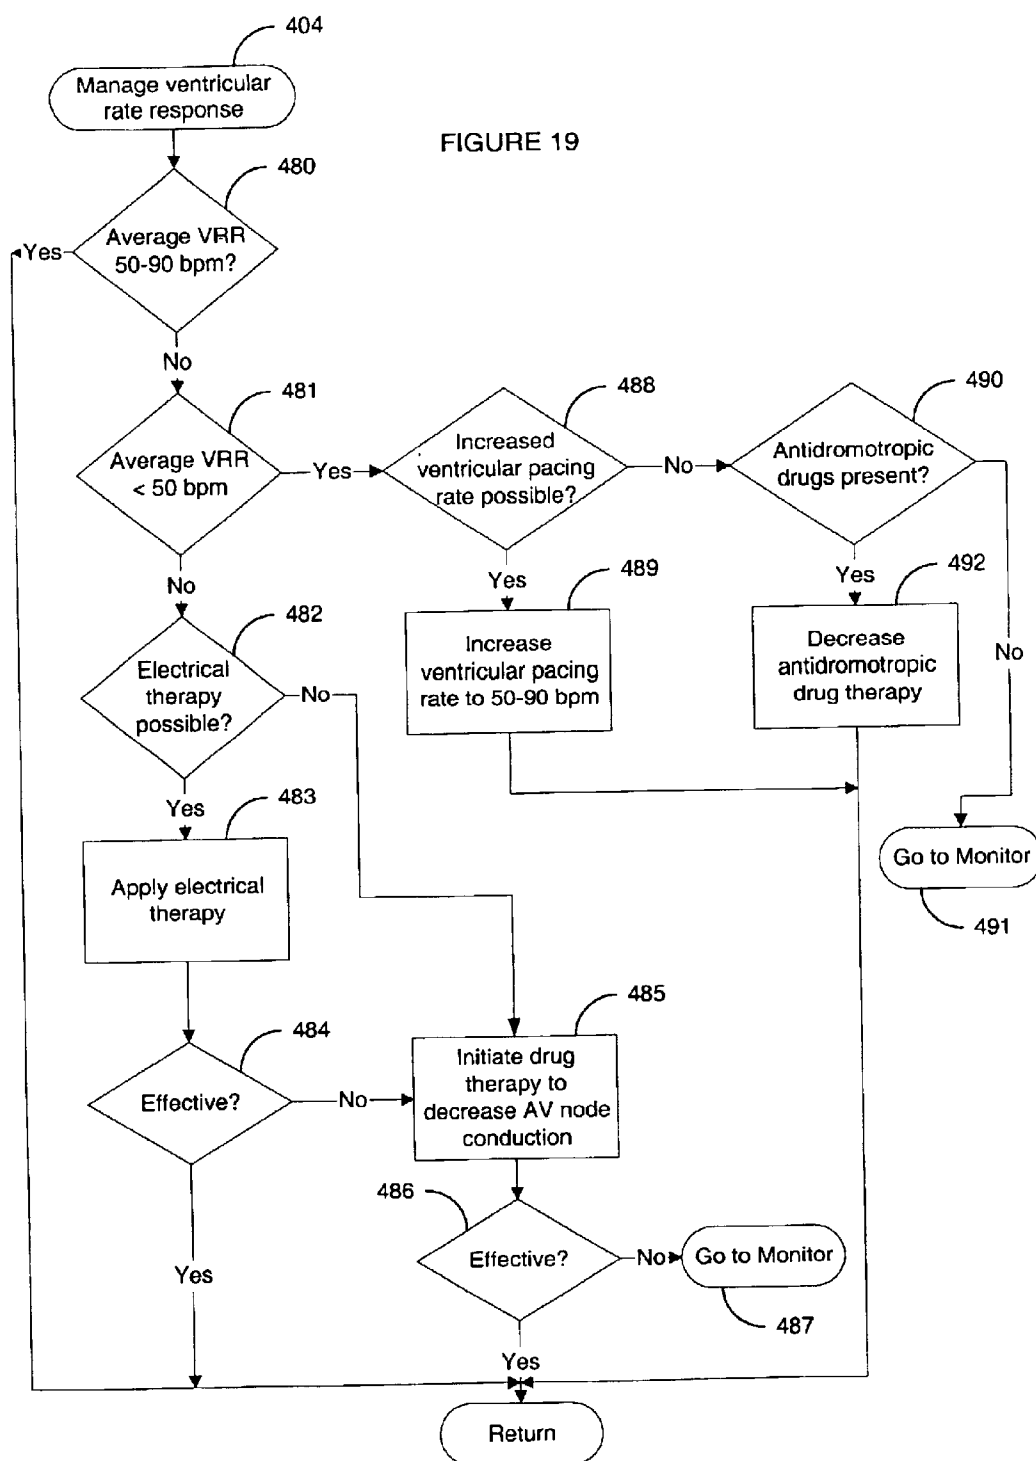 404
Manage ventricular
rate response
FIGURE 19
480
Average VRR
50-90 bpm?
Yes
No
481
Average VRR
< 50 bpm
Yes
488
Increased
ventricular pacing
rate possible?
No
490
Antidromotropic
drugs present?
No
482
Electrical
therapy
possible?
No
Yes
489
Increase
ventricular pacing
rate to 50-90 bpm
Yes
492
Decrease
antidromotropic
drug therapy
No
Yes
483
Apply electrical
therapy
Go to Monitor
491
484
Effective?
No
485
Initiate drug
therapy to
decrease AV node
conduction
486
Effective?
No
Go to Monitor
487
Yes
Yes
Return